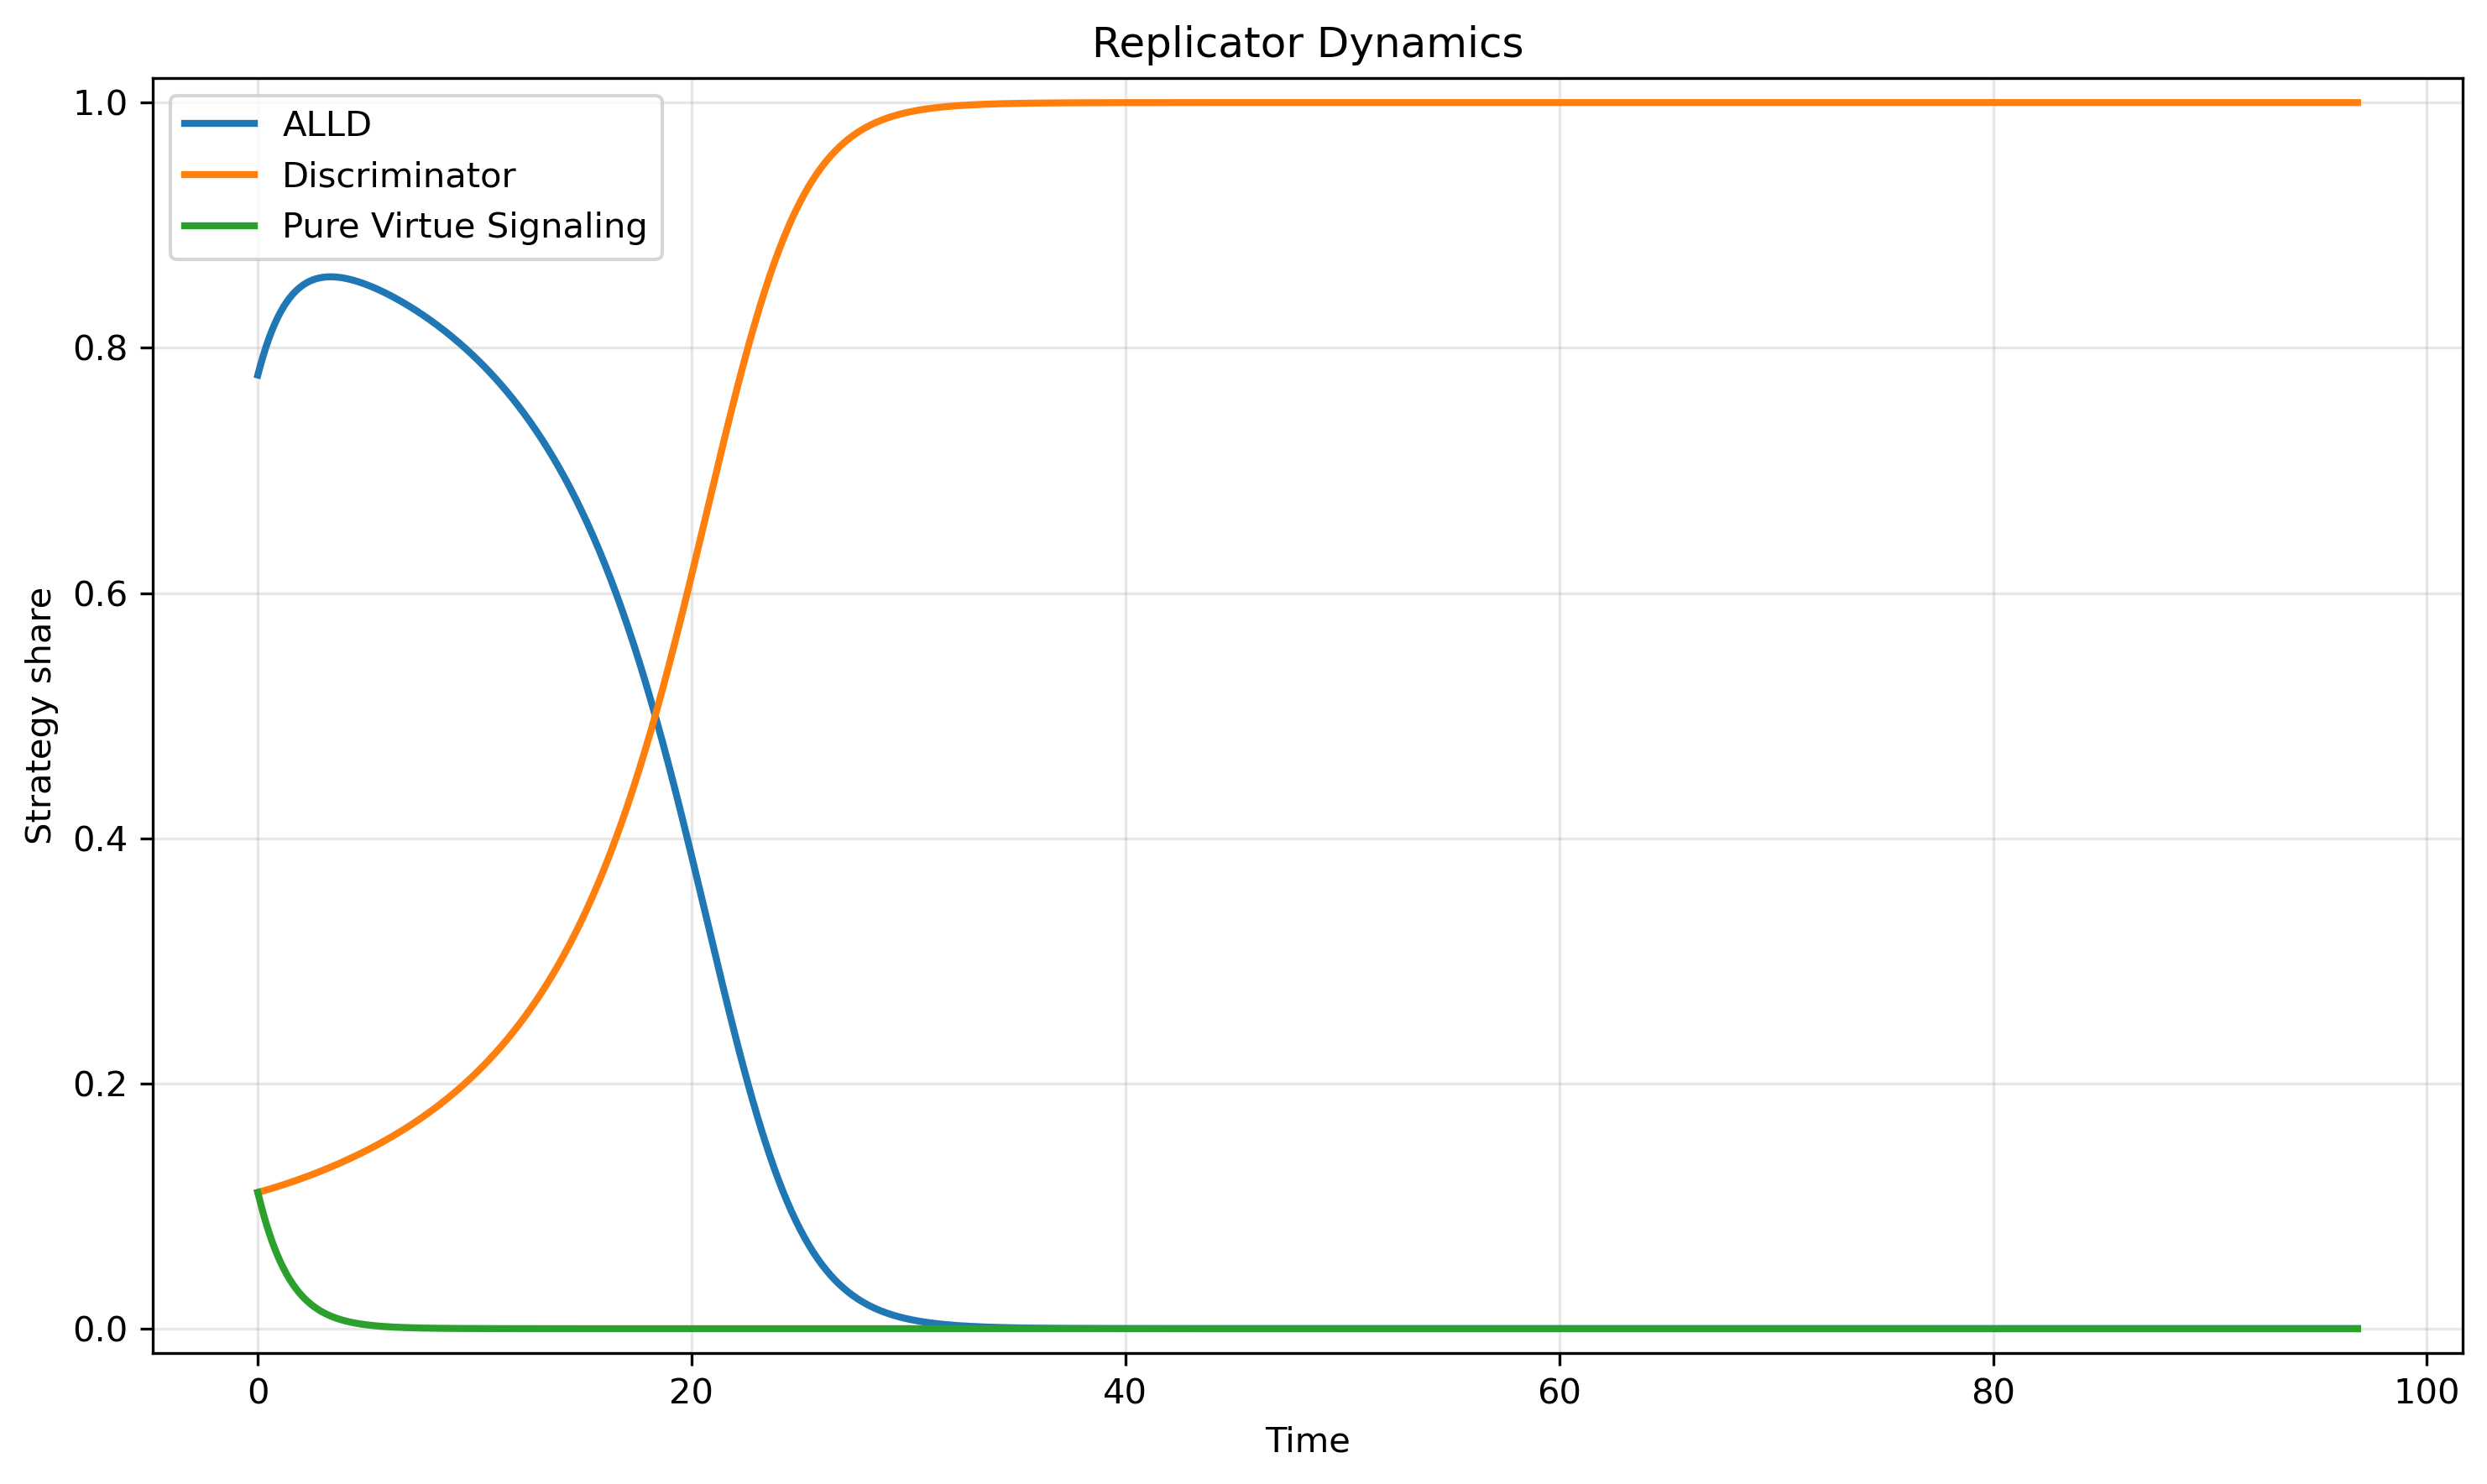 Replicator Dynamics
ALLD
Discriminator
Pure Virtue Signaling
1.0
0.8
0.6
0.4
0.2
0.0
Strategy share
0 20 40 60 80 100
Time